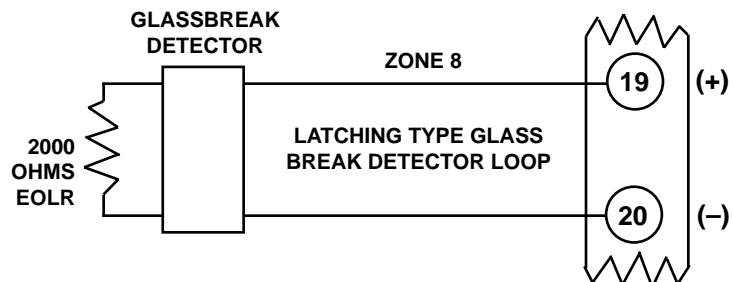 GLASSBREAK
DETECTOR
ZONE 8
19
(+)
2000
OHMS
EOLR
LATCHING TYPE GLASS
BREAK DETECTOR LOOP
20
(–)